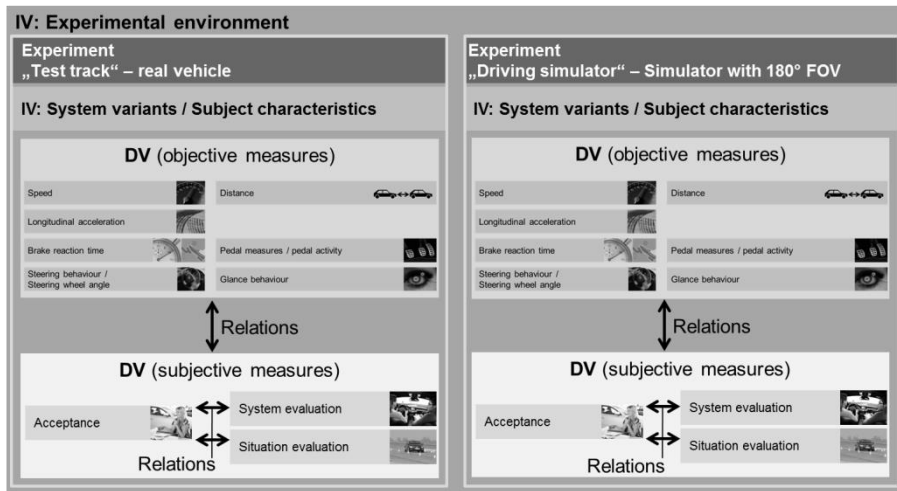 IV: Experimental environment
Experiment
„Test track“ – real vehicle
IV: System variants / Subject characteristics
DV (objective measures)
Speed
Distance
Longitudinal acceleration
Brake reaction time
Pedal measures / pedal activity
Steering behaviour /
Steering wheel angle
Glance behaviour
Relations
DV (subjective measures)
Acceptance
System evaluation
Situation evaluation
Relations
Experiment
„Driving simulator“ – Simulator with 180° FOV
IV: System variants / Subject characteristics
DV (objective measures)
Speed
Distance
Longitudinal acceleration
Brake reaction time
Pedal measures / pedal activity
Steering behaviour /
Steering wheel angle
Glance behaviour
Relations
DV (subjective measures)
Acceptance
System evaluation
Situation evaluation
Relations